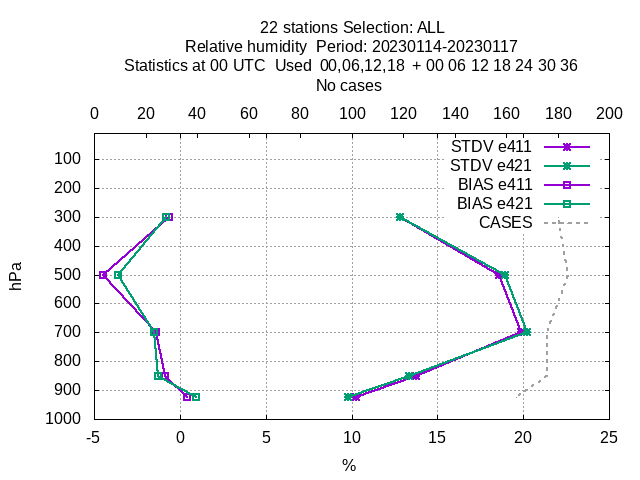 22 stations Selection: ALL
Relative humidity  Period: 20230114-20230117
Statistics at 00 UTC  Used  00,06,12,18  + 00 06 12 18 24 30 36
No cases
0 20 40 60 80 100 120 140 160 180 200
STDV e411
STDV e421
BIAS e411
BIAS e421
CASES
hPa
100
200
300
400
500
600
700
800
900
1000
-5 0 5 10 15 20 25
%